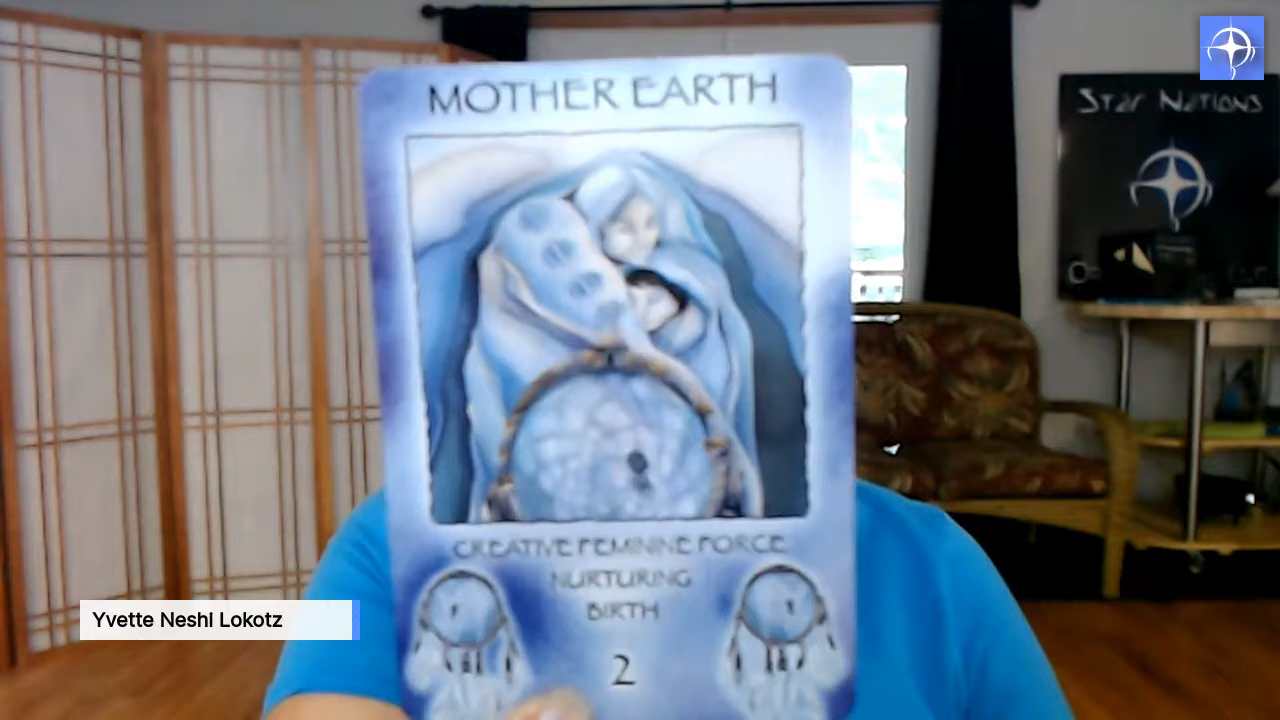 MOTHER EARTH
Star Nations
CREATIVE FEMININE FORCE
NURTURING
BIRTH
2
Yvette Neshi Lokotz